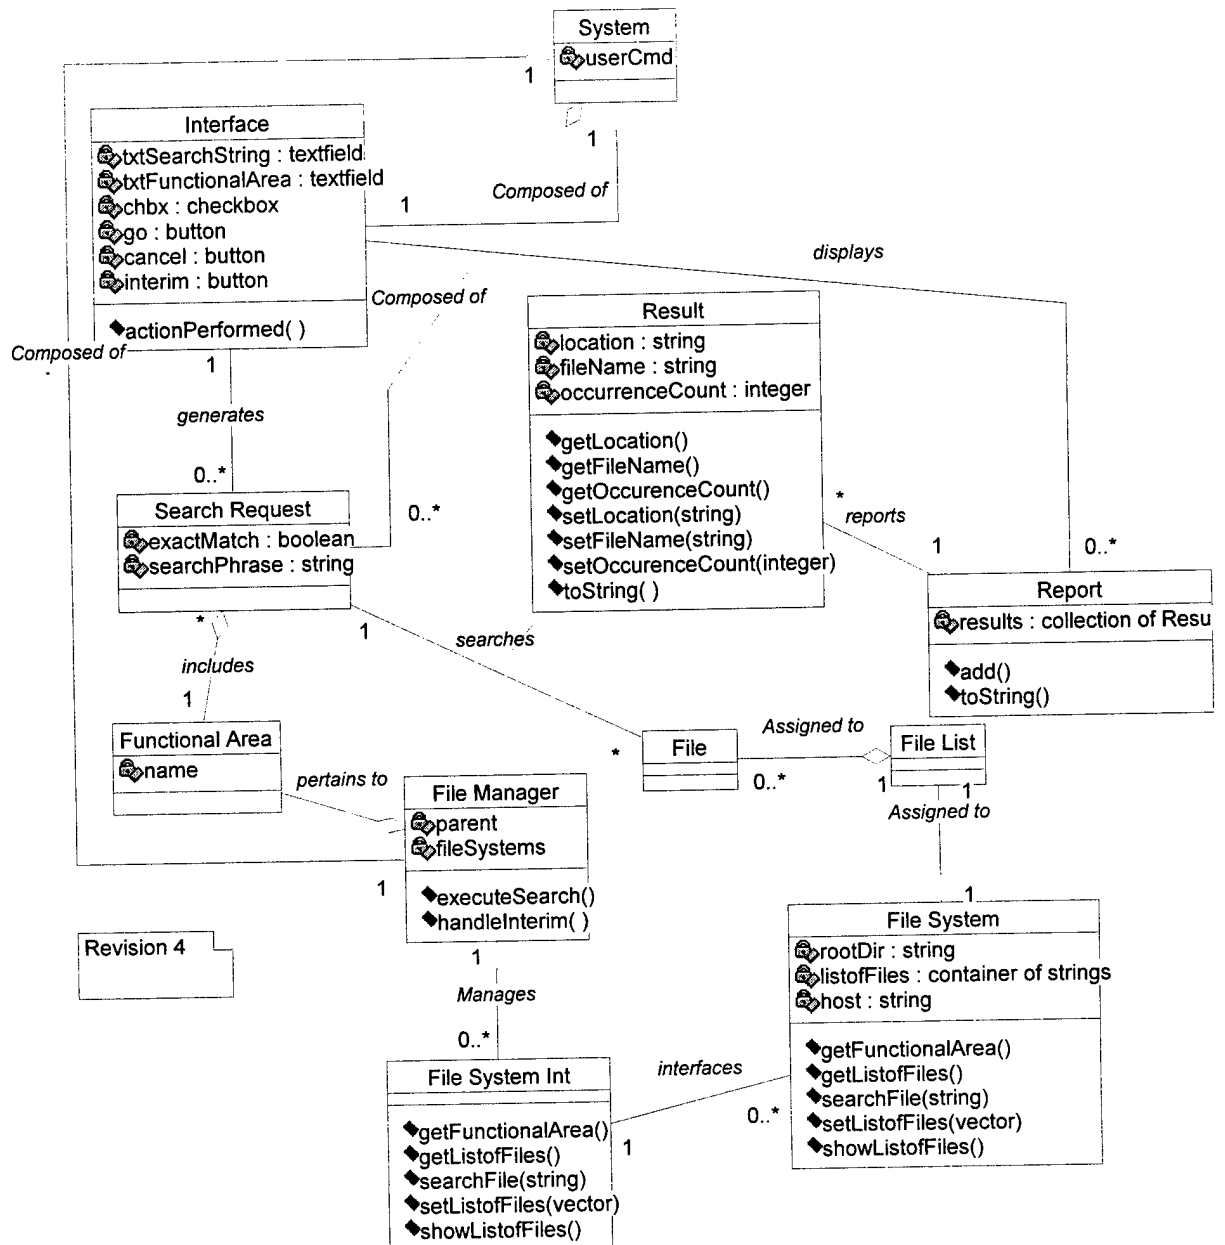 System
userCmd
1
1
Composed of
Interface
txtSearchString : textfield
txtFunctionalArea : textfield
chbx : checkbox
go : button
cancel : button
interim : button
actionPerformed( )
1
displays
Composed of
Composed of
1
generates
0..*
Result
location : string
fileName : string
occurrenceCount : integer
getLocation()
getFileName()
getOccurenceCount()
setLocation(string)
setFileName(string)
setOccurenceCount(integer)
toString( )
*
reports
1
0..*
Search Request
exactMatch : boolean
searchPhrase : string
0..*
*
1
searches
includes
1
Report
results : collection of Resu
add()
toString()
Functional Area
name
pertains to
*
File
Assigned to
0..*
1
File List
1
Assigned to
1
File Manager
parent
fileSystems
executeSearch()
handleInterim( )
1
1
Manages
0..*
Revision 4
File System
rootDir : string
listofFiles : container of strings
host : string
getFunctionalArea()
getListofFiles()
searchFile(string)
setListofFiles(vector)
showListofFiles()
File System Int
getFunctionalArea()
getListofFiles()
searchFile(string)
setListofFiles(vector)
showListofFiles()
interfaces
1
0..*